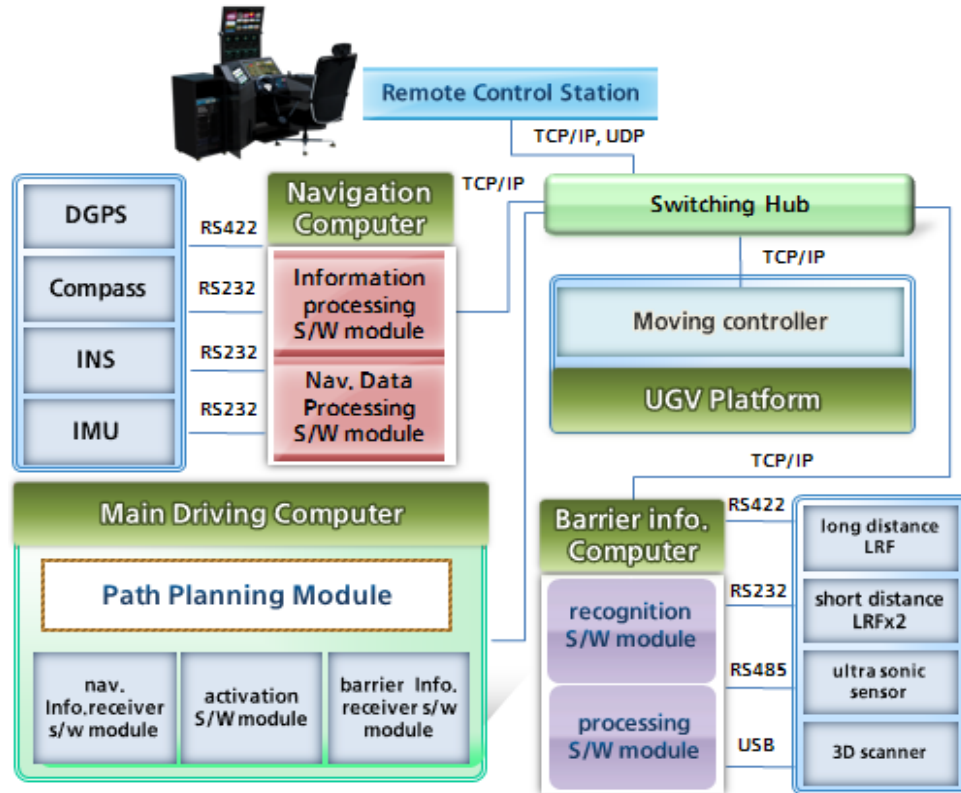 Remote Control Station
TCP/IP, UDP
TCP/IP
Switching Hub
TCP/IP
Moving controller
UGV Platform
TCP/IP
DGPS
Compass
INS
IMU
RS422
RS232
RS232
RS232
Navigation
Computer
Information
processing
S/W module
Nav. Data
Processing
S/W module
Main Driving Computer
Path Planning Module
nav.
Info.receiver
s/w module
activation
S/W module
barrier Info.
receiver s/w
module
Barrier info.
Computer
recognition
S/W module
processing
S/W module
RS422
RS232
RS485
USB
long distance
LRF
short distance
LRFx2
ultra sonic
sensor
3D scanner